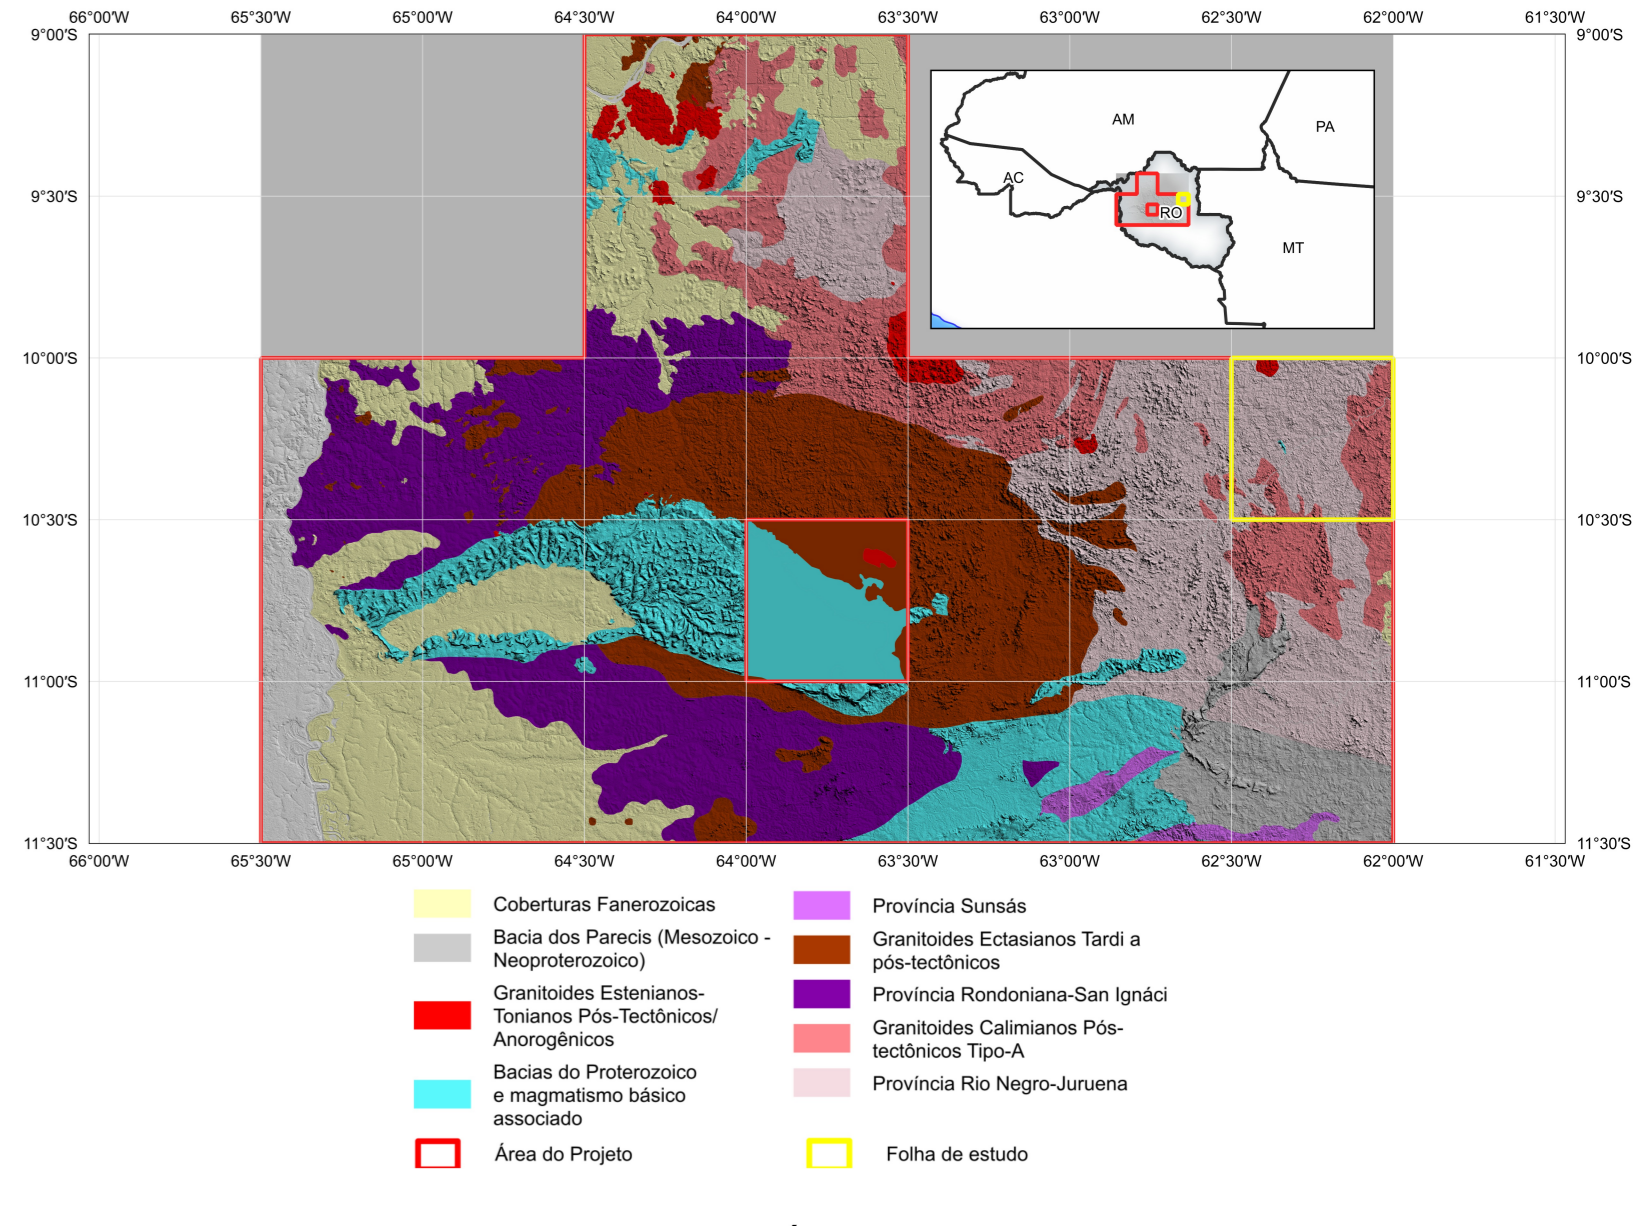 66°00'W 65°30'W 65°00'W 64°30'W 64°00'W 63°30'W 63°00'W 62°30'W 62°00'W 61°30'W
9°00'S 9°00'S
AM
PA
AC
RO
MT
9°30'S 9°30'S
10°00'S 10°00'S
10°30'S 10°30'S
11°00'S 11°00'S
11°30'S 11°30'S
66°00'W 65°30'W 65°00'W 64°30'W 64°00'W 63°30'W 63°00'W 62°30'W 62°00'W 61°30'W
Coberturas Fanerozoicas
Bacia dos Parecis (Mesozoico -
Neoproterozoico)
Granitoides Estenianos-
Tonianos Pós-Tectônicos/
Anorogênicos
Bacias do Proterozoico
e magmatismo básico
associado
Área do Projeto
Província Sunsás
Granitoides Ectasianos Tardi a
pós-tectônicos
Província Rondoniana-San Ignáci
Granitoides Calimianos Pós-
tectônicos Tipo-A
Província Rio Negro-Juruena
Folha de estudo